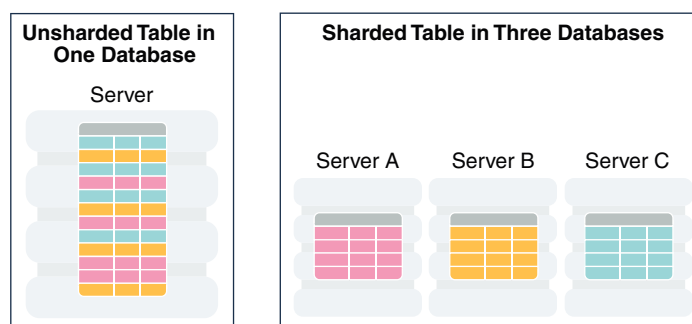 Unsharded Table in
One Database
Server
Sharded Table in Three Databases
Server A
Server B
Server C